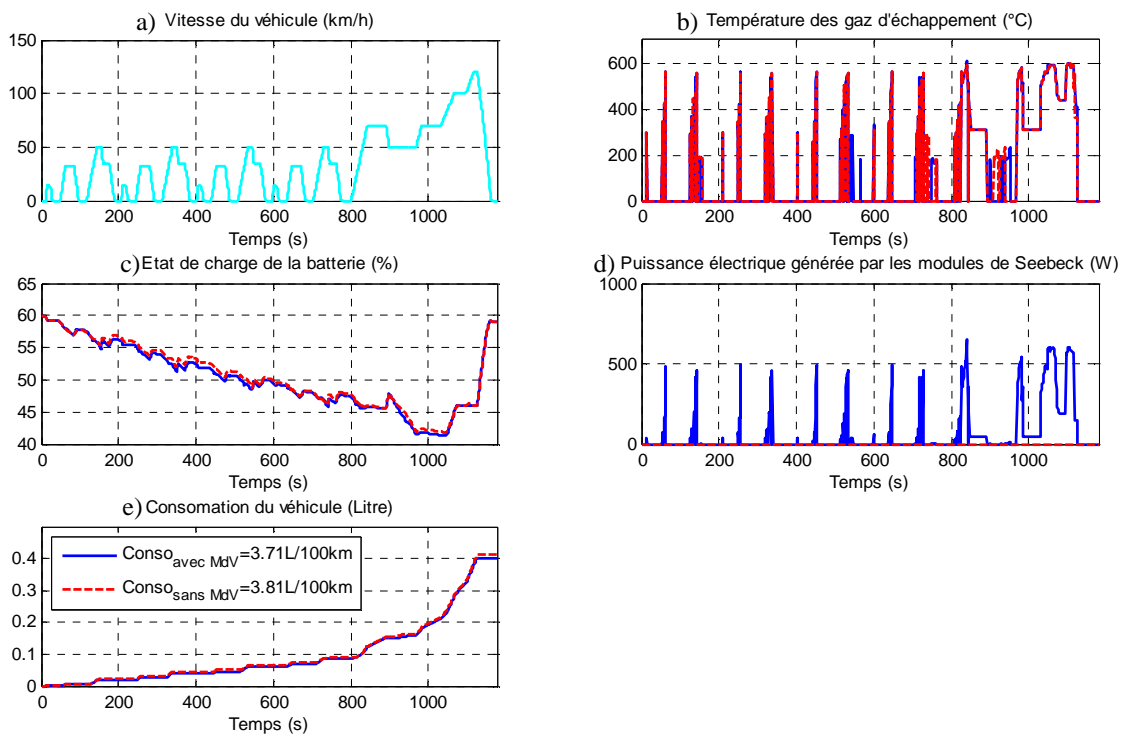 a) Vitesse du véhicule (km/h)
150
100
50
0
0 200 400 600 800 1000
Temps (s)
b) Température des gaz d'échappement (°C)
600
400
200
0
0 200 400 600 800 1000
Temps (s)
c) Etat de charge de la batterie (%)
65
60
55
50
45
40
0 200 400 600 800 1000
Temps (s)
d) Puissance électrique générée par les modules de Seebeck (W)
1000
500
0
0 200 400 600 800 1000
Temps (s)
e) Consomation du véhicule (Litre)
0.4
0.3
0.2
0.1
0
Conso avec MdV=3.71L/100km
Conso sans MdV=3.81L/100km
0 200 400 600 800 1000
Temps (s)